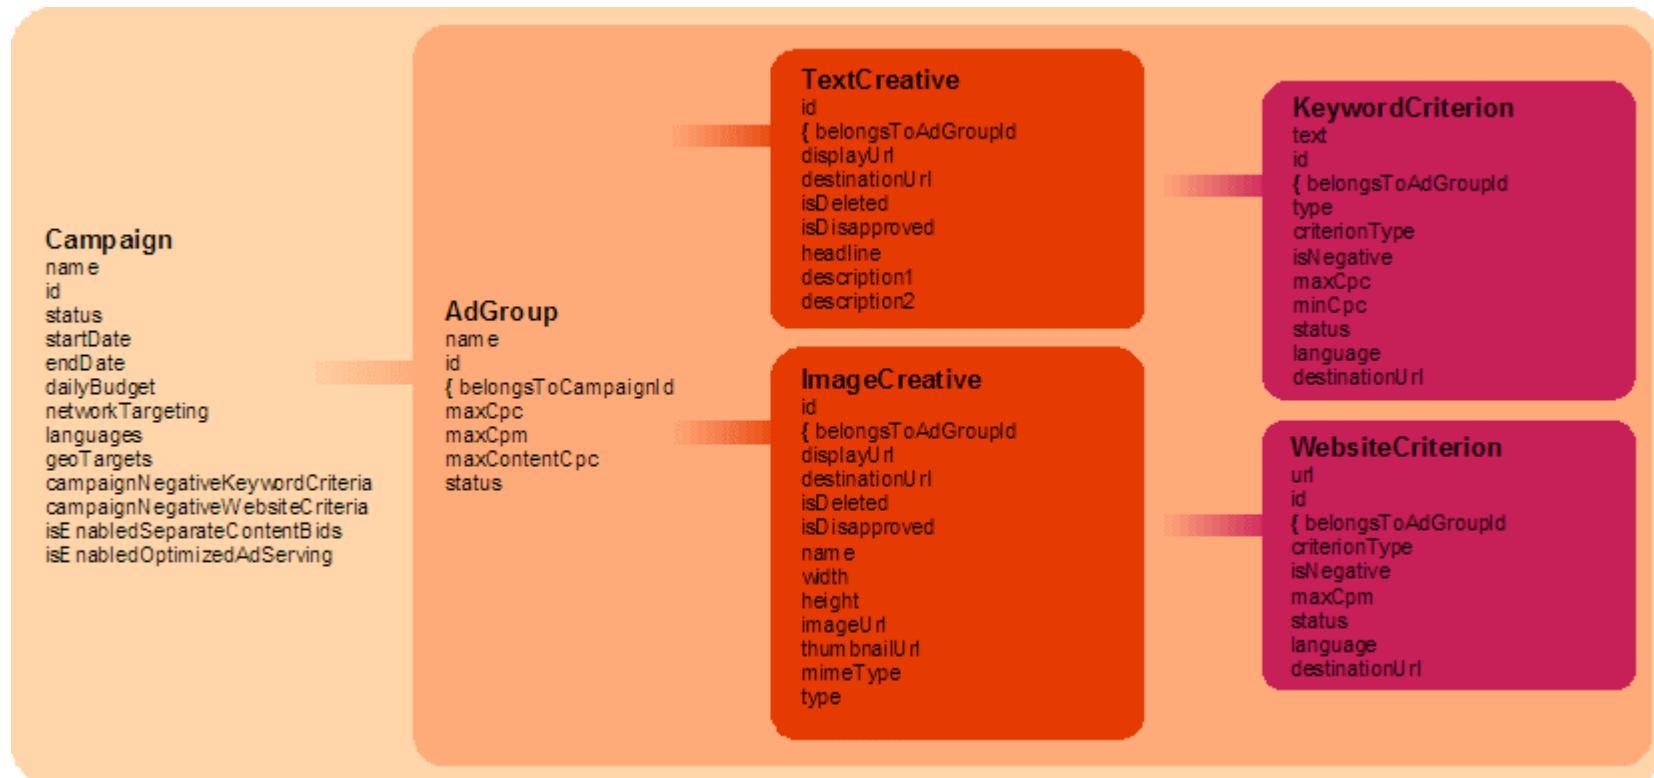 Campaign
name
id
status
startDate
endDate
dailyBudget
networkTargeting
languages
geoTargets
campaignNegativeKeywordCriteria
campaignNegativeWebsiteCriteria
isEnabledSeparateContentBids
isEnabledOptimizedAdServing
AdGroup
name
id
{ belongsToCampaignId
maxCpc
maxCpm
maxContentCpc
status
TextCreative
id
{ belongsToAdGroupId
displayUrl
destinationUrl
isDeleted
isDisapproved
headline
description1
description2
ImageCreative
id
{ belongsToAdGroupId
displayUrl
destinationUrl
isDeleted
isDisapproved
name
width
height
imageUrl
thumbnailUrl
mimeType
type
KeywordCriterion
text
id
{ belongsToAdGroupId
type
criterionType
isNegative
maxCpc
minCpc
status
language
destinationUrl
WebsiteCriterion
url
id
{ belongsToAdGroupId
criterionType
isNegative
maxCpm
status
language
destinationUrl